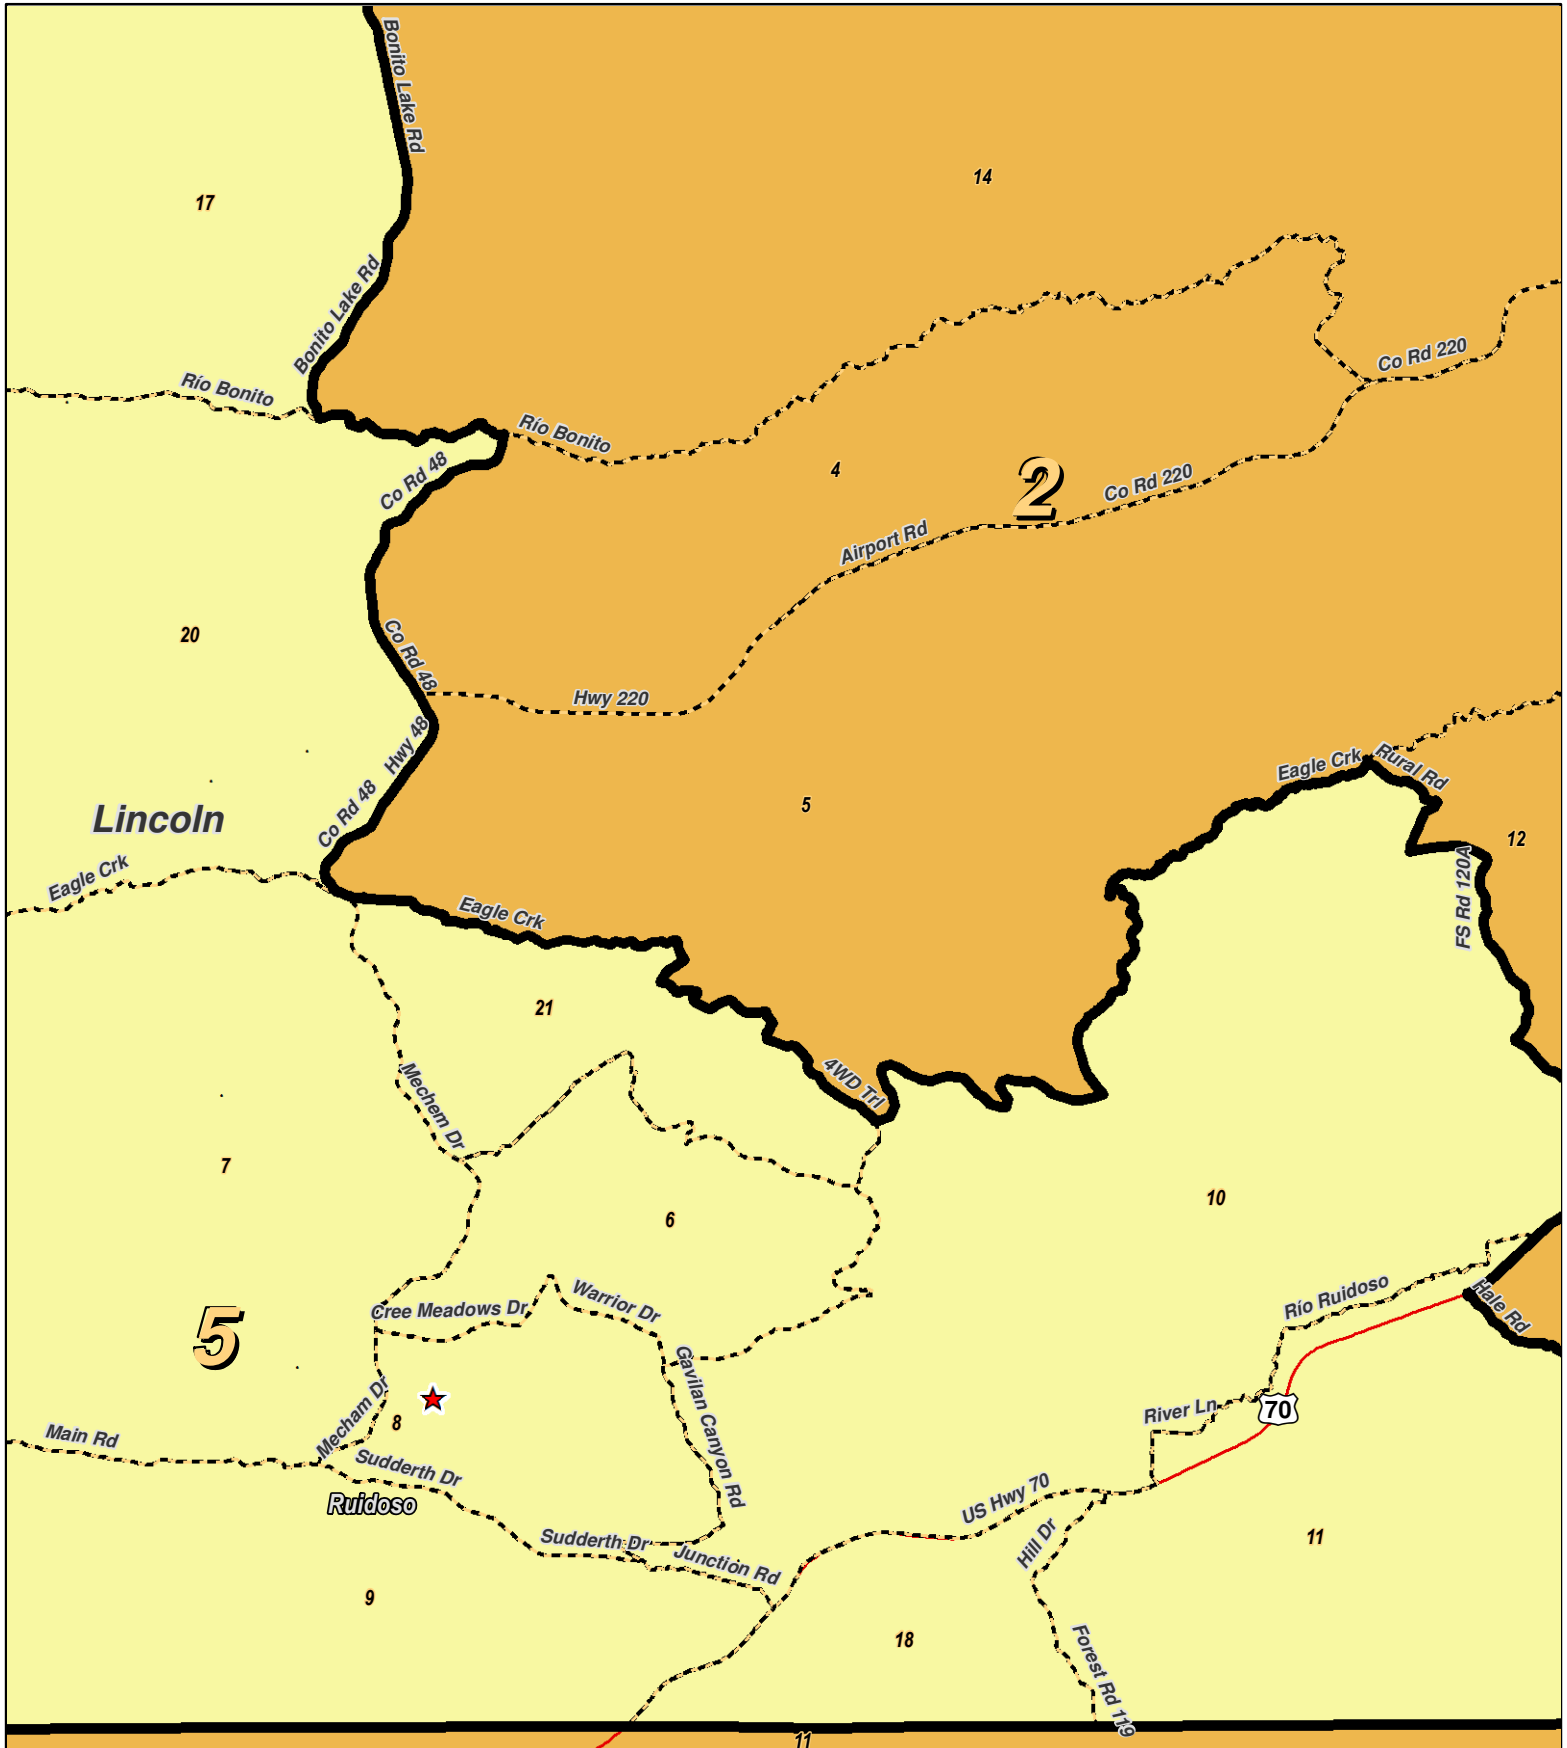 Bonito Lake Rd
14
17
Bonito Lake Rd
Co Rd 220
Río Bonito
Río Bonito
Co Rd 48
4
2
Co Rd 220
Airport Rd
20
Co Rd 48
Hwy 220
Hwy 48
Eagle Crk
Rural Rd
Co Rd 48
5
Lincoln
12
Eagle Crk
FS Rd 120A
Eagle Crk
21
4WD Trl
Mechem Dr
7
10
6
Río Ruidoso
Hale Rd
Cree Meadows Dr
Warrior Dr
5
Gavilan Canyon Rd
Mecham Dr
8
River Ln
70
Main Rd
Sudderth Dr
Ruidoso
US Hwy 70
Sudderth Dr
Junction Rd
Hill Dr
11
9
18
Forest Rd 119
11